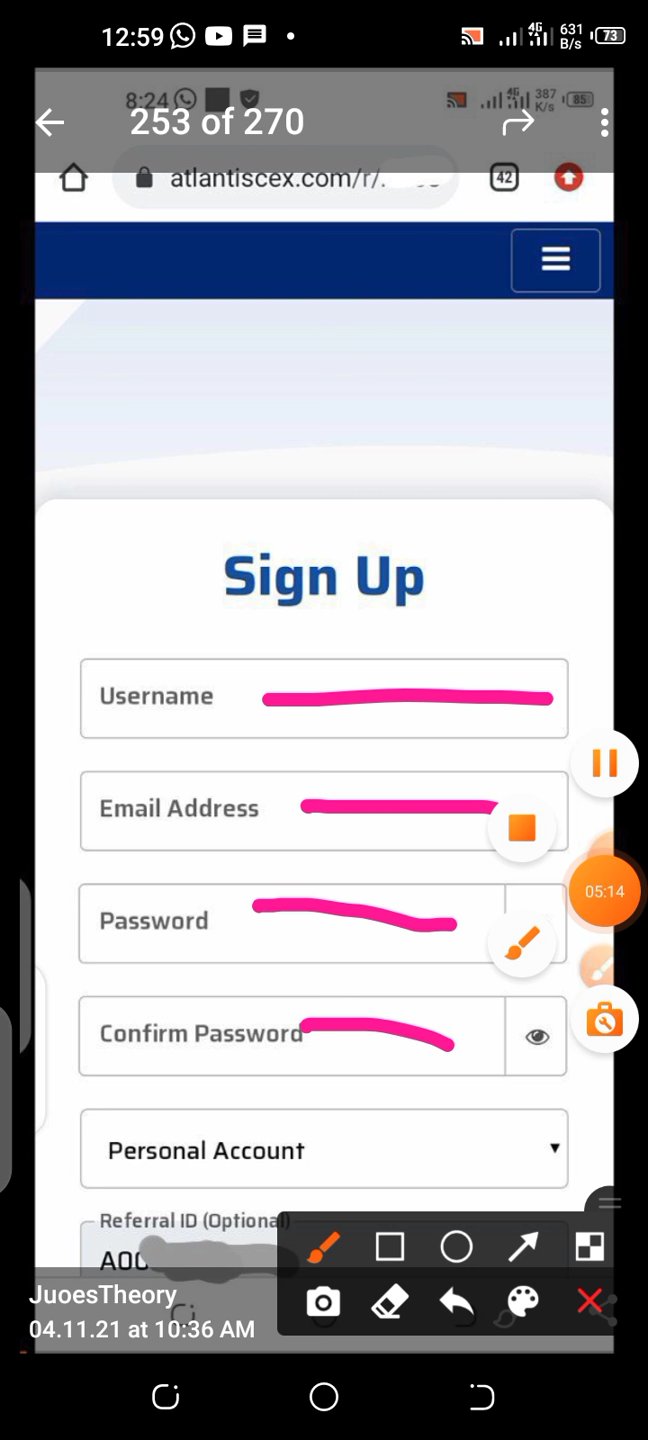 12:59
4G 631 B/s 73
8:24
4G 387 K/s 85
253 of 270
atlantiscex.com/r/
42
Sign Up
Username
Email Address
Password
05:14
Confirm Password
Personal Account
Referral ID (Optional)
JuoesTheory
04.11.21 at 10:36 AM